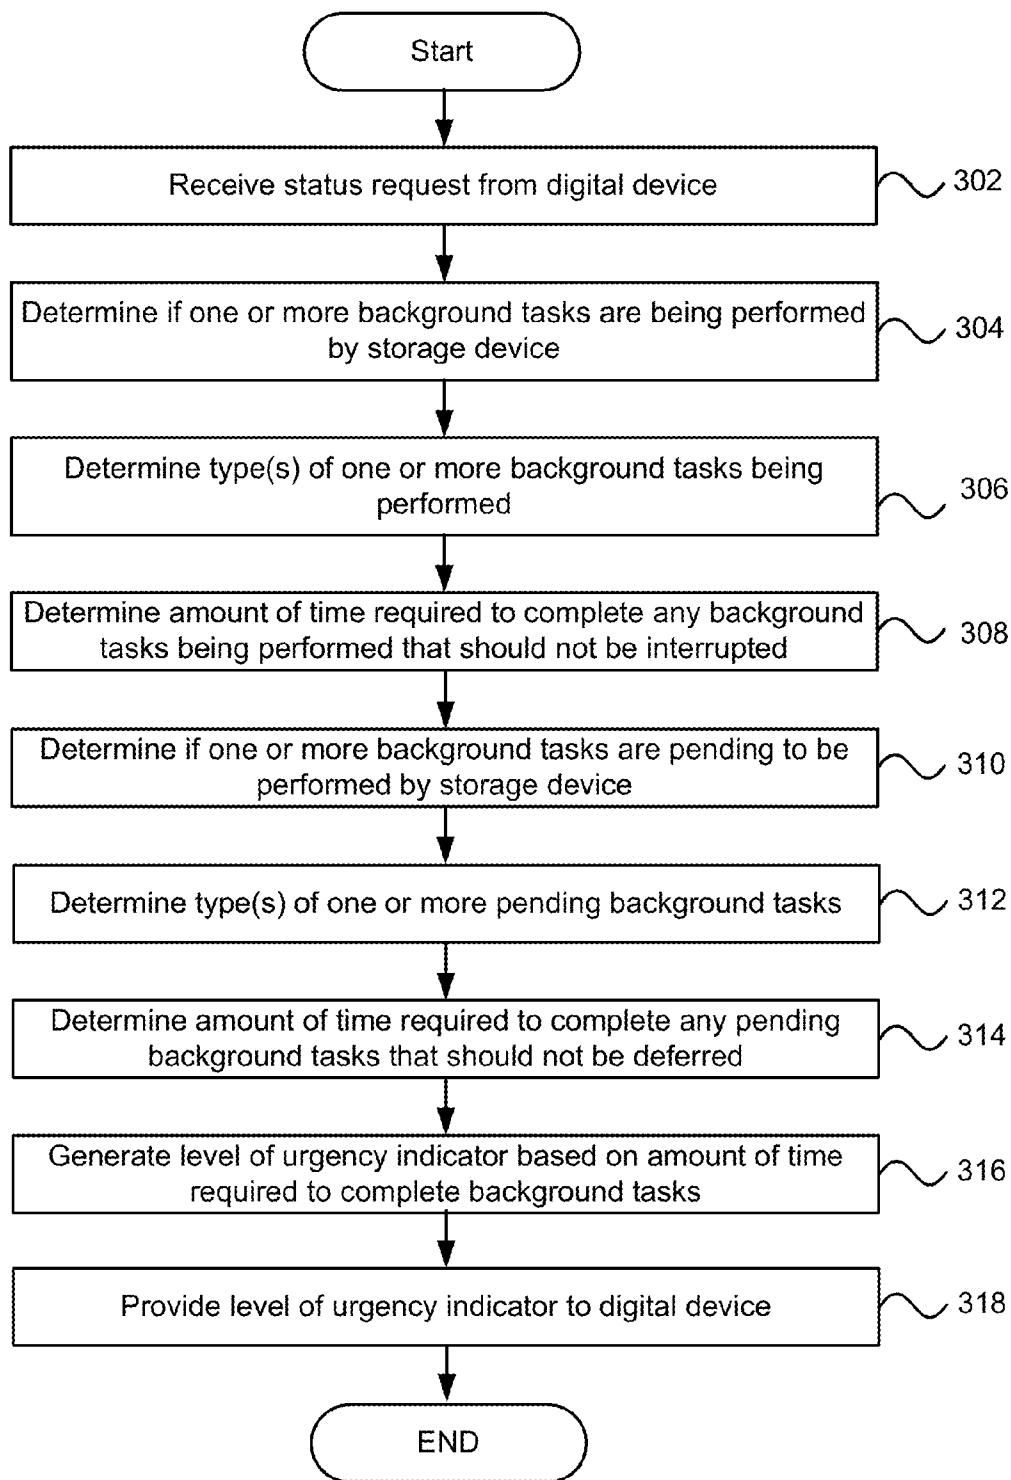 Start
Receive status request from digital device
302
Determine if one or more background tasks are being performed
by storage device
304
Determine type(s) of one or more background tasks being
performed
306
Determine amount of time required to complete any background
tasks being performed that should not be interrupted
308
Determine if one or more background tasks are pending to be
performed by storage device
310
Determine type(s) of one or more pending background tasks
312
Determine amount of time required to complete any pending
background tasks that should not be deferred
314
Generate level of urgency indicator based on amount of time
required to complete background tasks
316
Provide level of urgency indicator to digital device
318
END